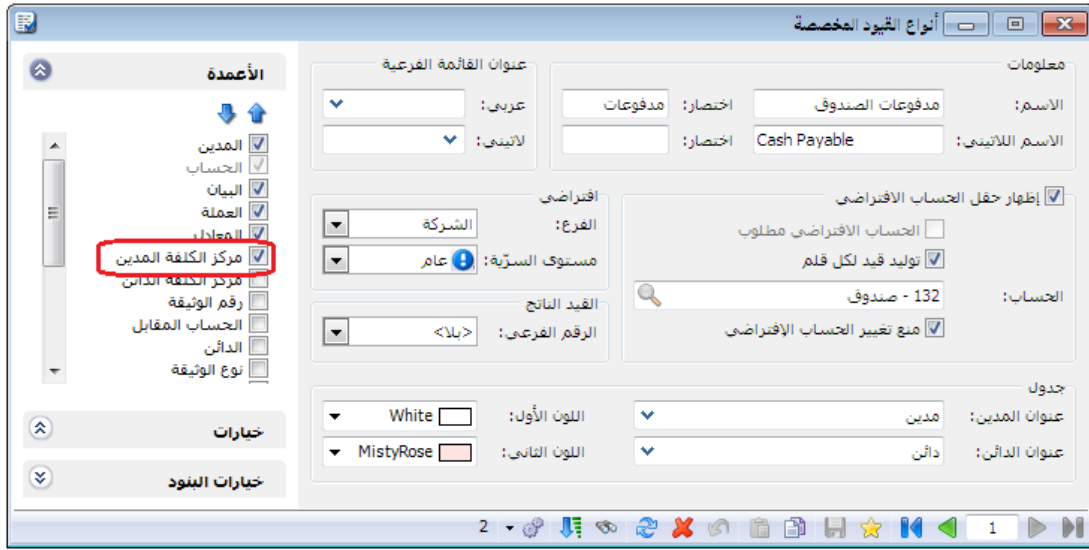 أنواع القيود المخصصة
معلومات
الاسم: مدفوعات الصندوق اختصار: مدفوعات
الاسم اللاتيني: Cash Payable اختصار:
عنوان القائمة الفرعية
عربي:
لاتيني:
إظهار حقل الحساب الافتراضي
الحساب الافتراضي مطلوب
توليد قيد لكل قلم
الحساب: 132 - صندوق
منع تغيير الحساب الافتراضي
افتراضي
الفرع: الشركة
مستوى السرّية: عام
القيد الناتج
الرقم الفرعي: <بلا>
جدول
عنوان المدين: مدين
عنوان الدائن: دائن
اللون الأول: White
اللون الثاني: MistyRose
الأعمدة
المدين
الحساب
البيان
العملة
المعادل
مركز الكلفة المدين
مركز الكلفة الدائن
رقم الوثيقة
الحساب المقابل
الدائن
نوع الوثيقة
خيارات
خيارات البنود
1
2